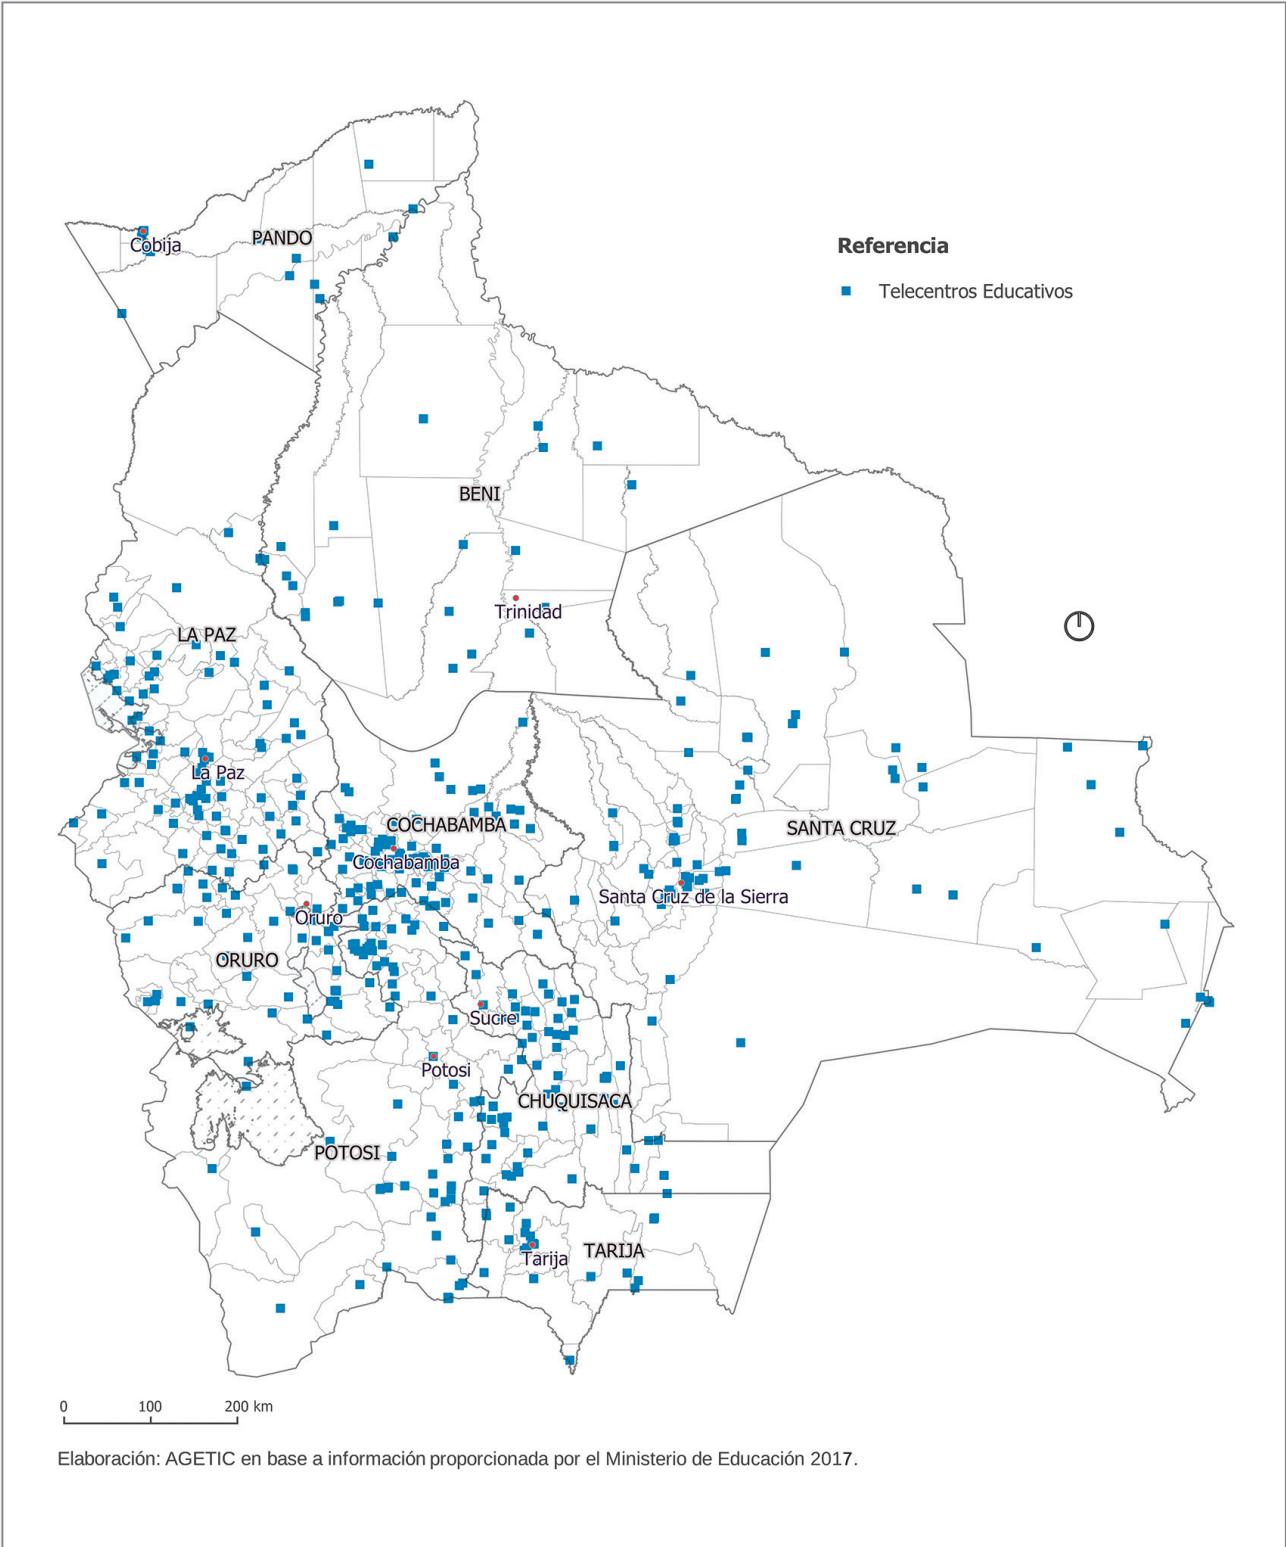 Cobija
PANDO
Referencia
Telecentros Educativos
BENI
Trinidad
LA PAZ
La Paz
COCHABAMBA
SANTA CRUZ
Cochabamba
Santa Cruz de la Sierra
Oruro
ORURO
Sucre
Potosi
CHUQUISACA
POTOSI
TARIJA
Tarija
0 100 200 km
Elaboración: AGETIC en base a información proporcionada por el Ministerio de Educación 2017.